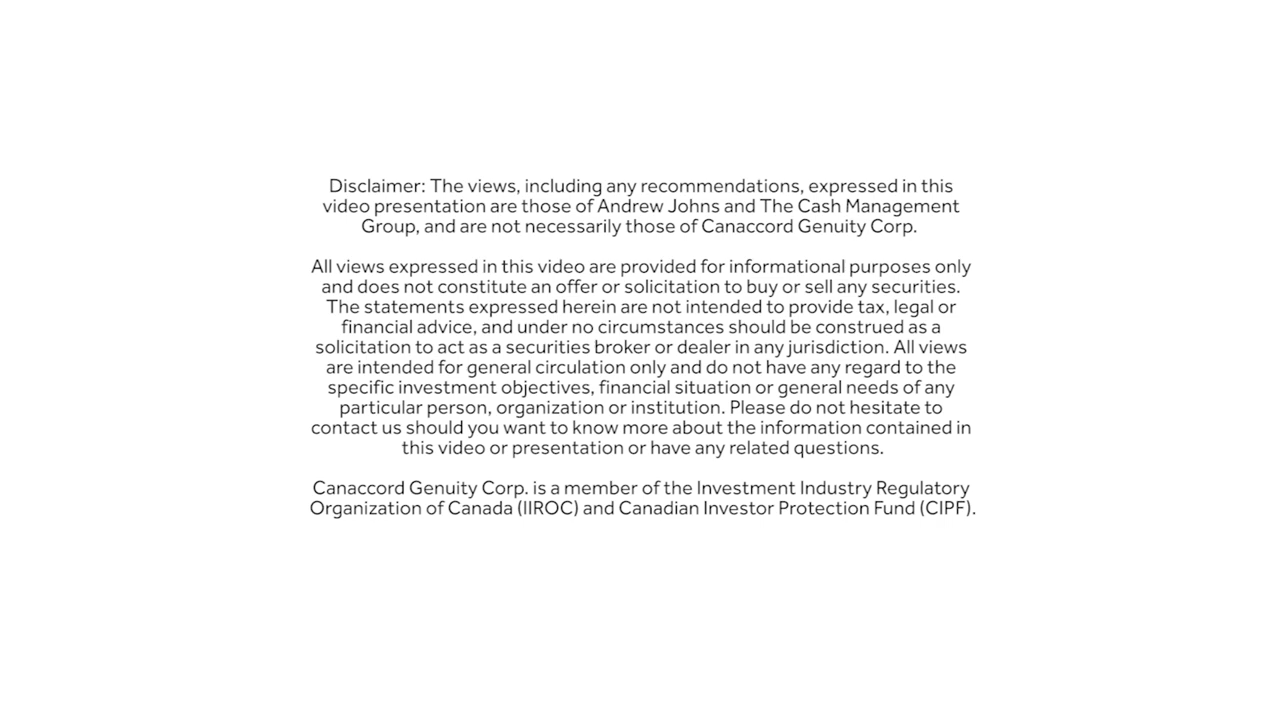 Disclaimer: The views, including any recommendations, expressed in this
video presentation are those of Andrew Johns and The Cash Management
Group, and are not necessarily those of Canaccord Genuity Corp.
All views expressed in this video are provided for informational purposes only
and does not constitute an offer or solicitation to buy or sell any securities.
The statements expressed herein are not intended to provide tax, legal or
financial advice, and under no circumstances should be construed as a
solicitation to act as a securities broker or dealer in any jurisdiction. All views
are intended for general circulation only and do not have any regard to the
specific investment objectives, financial situation or general needs of any
particular person, organization or institution. Please do not hesitate to
contact us should you want to know more about the information contained in
this video or presentation or have any related questions.
Canaccord Genuity Corp. is a member of the Investment Industry Regulatory
Organization of Canada (IIROC) and Canadian Investor Protection Fund (CIPF).